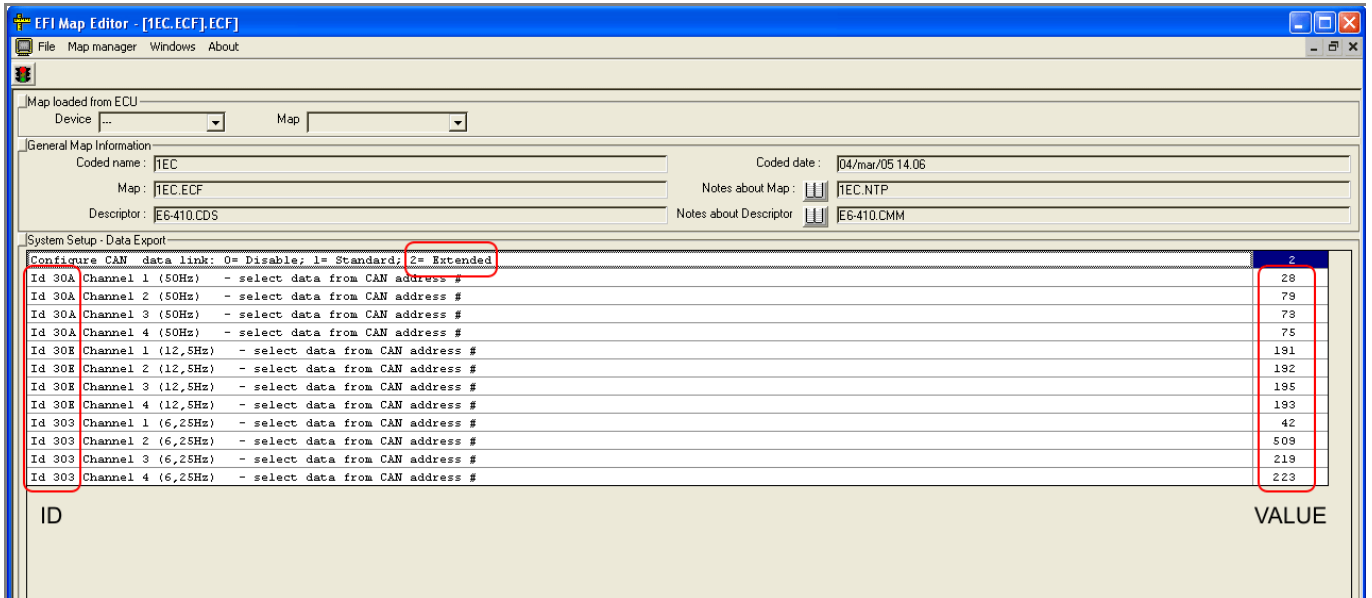 EFI Map Editor - [1EC.ECF].ECF]
File Map manager Windows About
Map loaded from ECU
Device --- Map
General Map Information
Coded name : 1EC Coded date : 04/mar/05 14.06
Map : 1EC.ECF Notes about Map : 1EC.NTP
Descriptor : E6-410.CDS Notes about Descriptor E6-410.CMM
System Setup - Data Export
Configure CAN data link: 0= Disable; 1= Standard; 2= Extended 2
Id 30A Channel 1 (50Hz) - select data from CAN address # 28
Id 30A Channel 2 (50Hz) - select data from CAN address # 79
Id 30A Channel 3 (50Hz) - select data from CAN address # 73
Id 30A Channel 4 (50Hz) - select data from CAN address # 75
Id 30E Channel 1 (12,5Hz) - select data from CAN address # 191
Id 30E Channel 2 (12,5Hz) - select data from CAN address # 192
Id 30E Channel 3 (12,5Hz) - select data from CAN address # 195
Id 30E Channel 4 (12,5Hz) - select data from CAN address # 193
Id 303 Channel 1 (6,25Hz) - select data from CAN address # 42
Id 303 Channel 2 (6,25Hz) - select data from CAN address # 509
Id 303 Channel 3 (6,25Hz) - select data from CAN address # 219
Id 303 Channel 4 (6,25Hz) - select data from CAN address # 223
ID VALUE